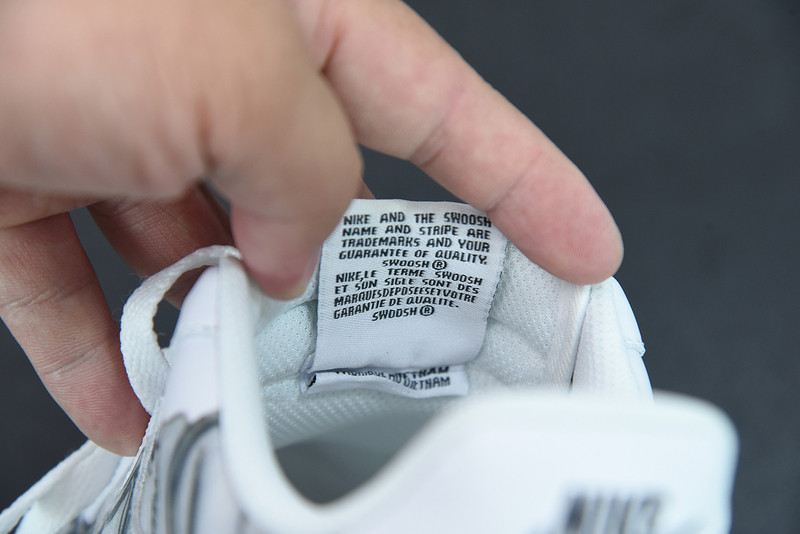 NIKE AND THE SWOOSH
NAME AND STRIPE ARE
TRADEMARKS AND YOUR
GUARANTEE OF QUALITY.
SWOOSH®
NIKE,LE TERME SWOOSH
ET SON SIGLE SONT DES
MARQUESDEPOSEESETVOTRE
GARANTIE DE QUALITE-
SWOOSH®
NIKE